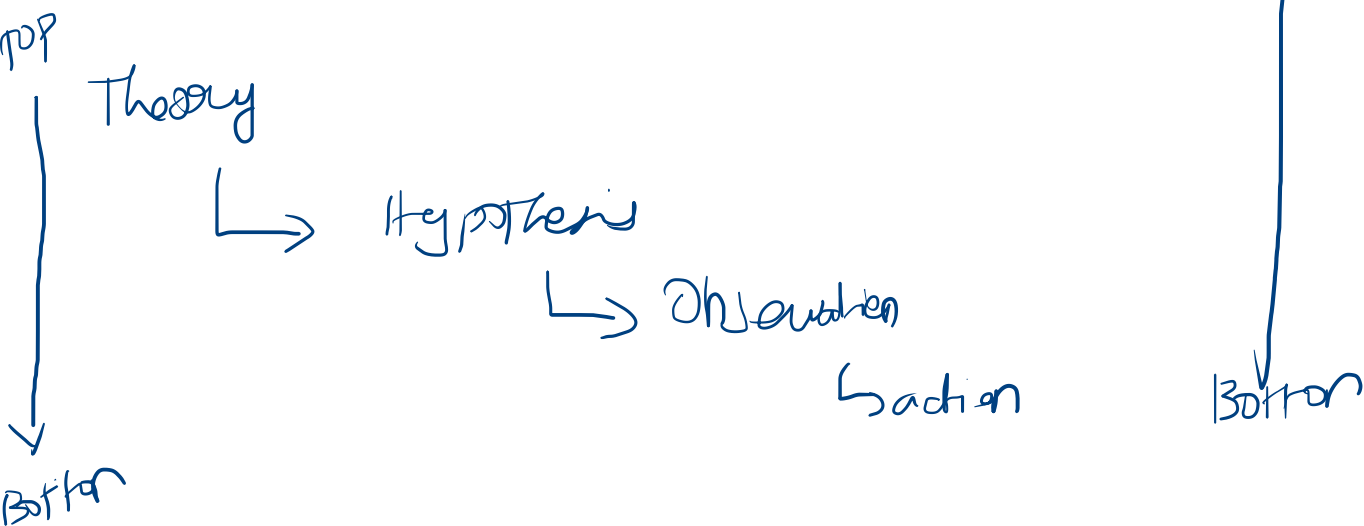 TOP
Theory
Hypothesis
Observation
action
Bottom
Bottom